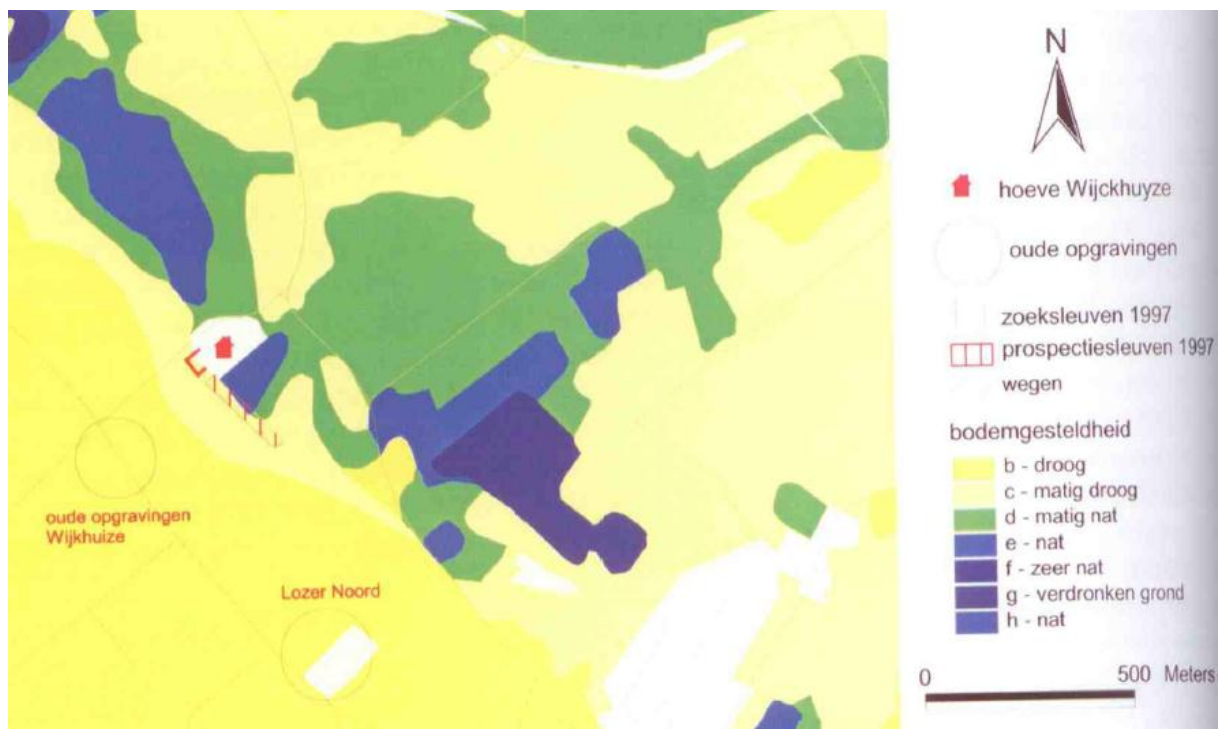 N
hoeve Wijckhuyze
oude opgravingen
zoeksleuven 1997
prospectiesleuven 1997
wegen
bodemgesteldheid
b - droog
c - matig droog
d - matig nat
e - nat
f - zeer nat
g - verdronken grond
h - nat
0 500 Meters
oude opgravingen
Wijkhuize
Lozer Noord